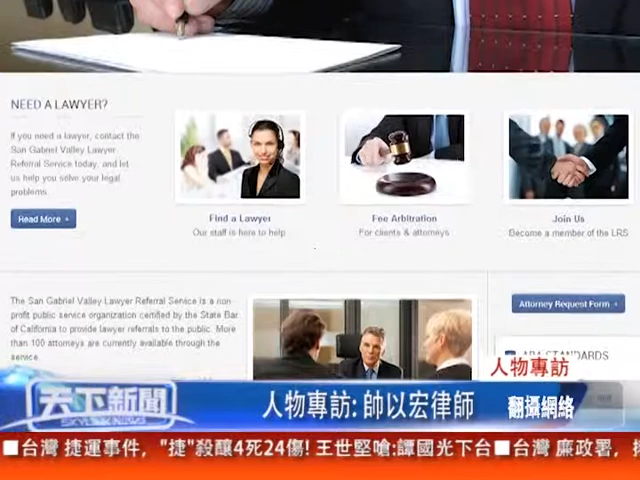 NEED A LAWYER?
If you need a lawyer, contact the
San Gabriel Valley Lawyer
Referral Service today, and let
us help you solve your legal
problems.
Read More
Find a Lawyer
Our staff is here to help
Fee Arbitration
For clients & attorneys
Join Us
Become a member of the LRS
The San Gabriel Valley Lawyer Referral Service is a non-
profit public service organization certified by the State Bar
of California to provide lawyer referrals to the public. More
than 100 attorneys are currently available through the
service.
Attorney Request Form
ABA STANDARDS
人物專訪
天下新聞
SKYLINK NEWS
人物專訪: 帥以宏律師
翻攝網絡
■台灣 捷運事件, "捷"殺釀4死24傷! 王世堅嗆:譚國光下台■台灣 廉政署,